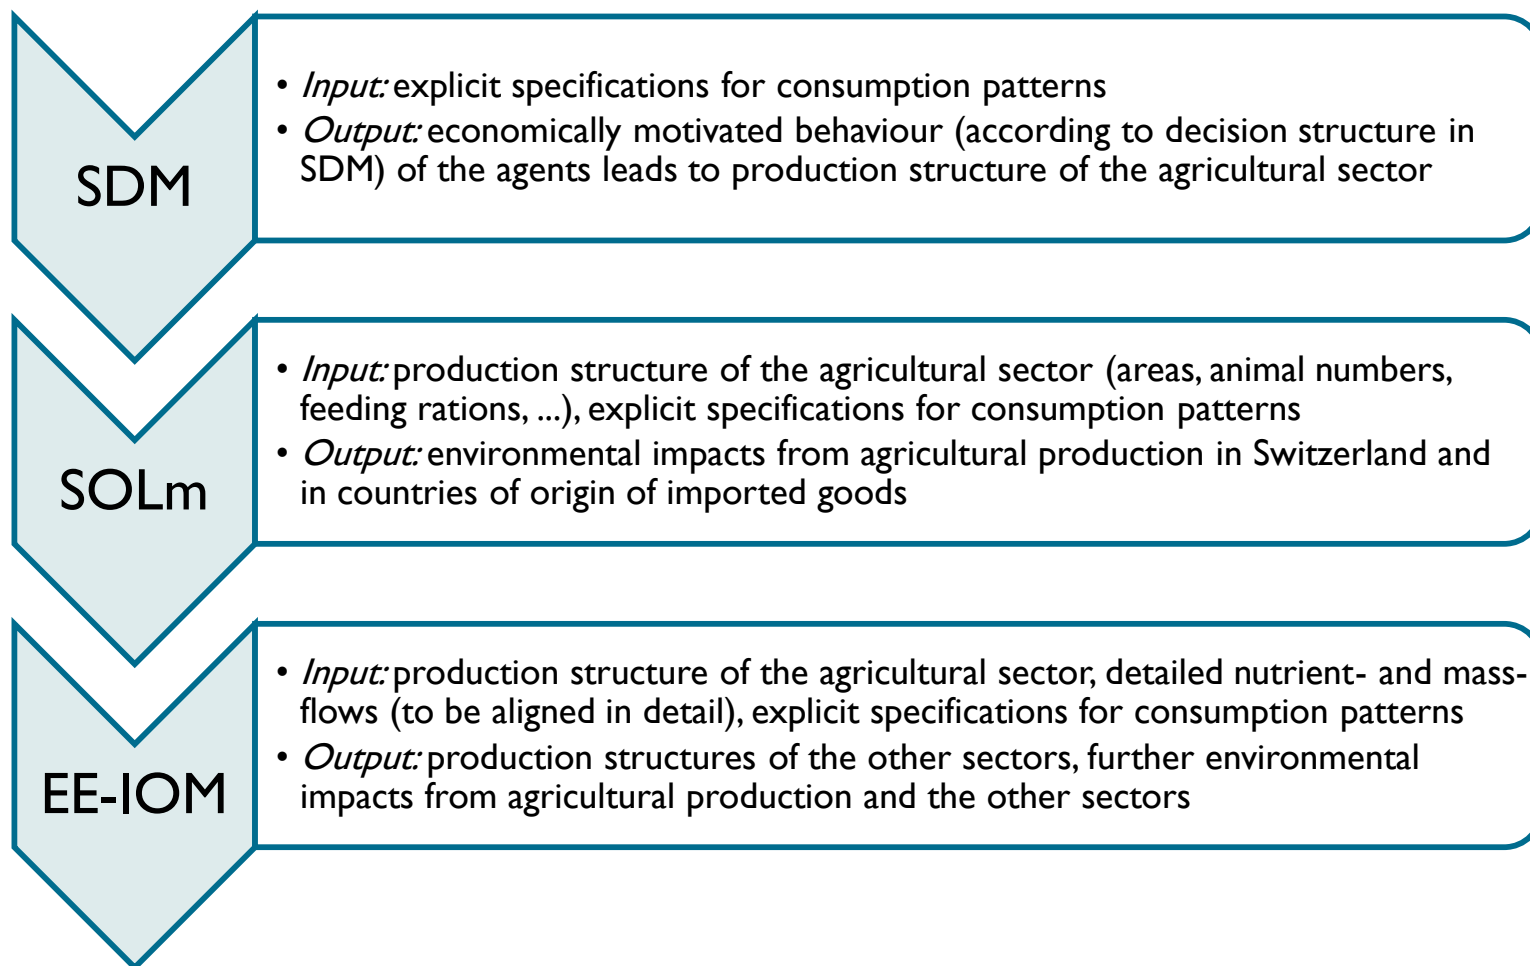 SDM
• Input: explicit specifications for consumption patterns
• Output: economically motivated behaviour (according to decision structure in
SDM) of the agents leads to production structure of the agricultural sector
SOLm
• Input: production structure of the agricultural sector (areas, animal numbers,
feeding rations, ...), explicit specifications for consumption patterns
• Output: environmental impacts from agricultural production in Switzerland and
in countries of origin of imported goods
EE-IOM
• Input: production structure of the agricultural sector, detailed nutrient- and mass-
flows (to be aligned in detail), explicit specifications for consumption patterns
• Output: production structures of the other sectors, further environmental
impacts from agricultural production and the other sectors